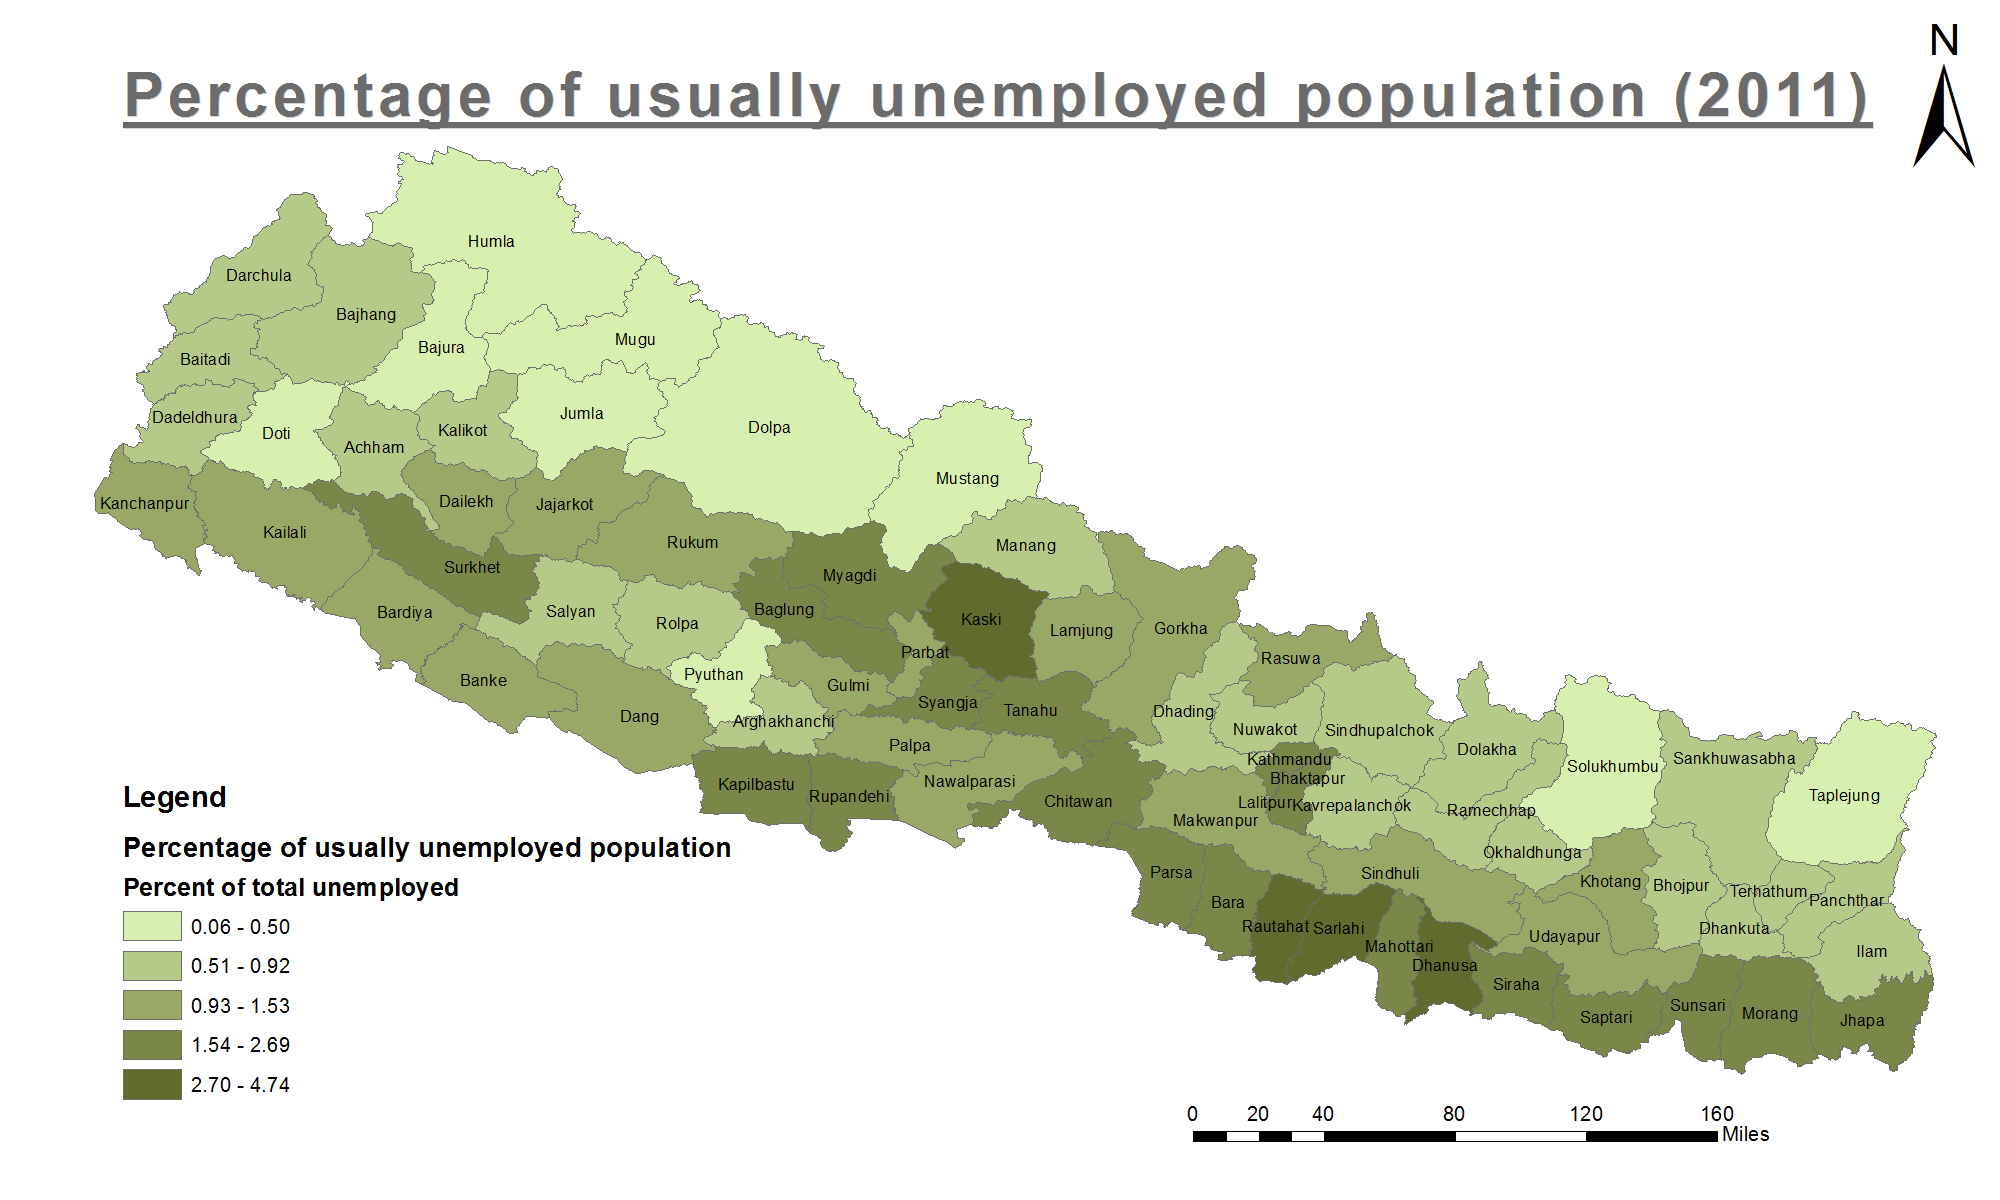 N
Percentage of usually unemployed population (2011)
Humla
Darchula
Bajhang
Mugu
Bajura
Baitadi
Jumla
Dadeldhura
Dolpa
Kalikot
Doti
Achham
Mustang
Dailekh
Kanchanpur
Jajarkot
Kailali
Rukum
Manang
Surkhet
Myagdi
Baglung
Salyan
Bardiya
Kaski
Rolpa
Lamjung
Gorkha
Parbat
Rasuwa
Pyuthan
Banke
Gulmi
Syangja
Tanahu
Dhading
Dang
Arghakhanchi
Nuwakot
Sindhupalchok
Palpa
Dolakha
Kathmandu
Sankhuwasabha
Solukhumbu
Bhaktapur
Nawalparasi
Kapilbastu
Rupandehi
Taplejung
Chitawan
Lalitpur
Kavrepalanchok
Ramechhap
Makwanpur
Okhaldhunga
Parsa
Sindhuli
Khotang
Bhojpur
Terhathum
Panchthar
Bara
Rautahat
Sarlahi
Dhankuta
Udayapur
Mahottari
Ilam
Dhanusa
Siraha
Sunsari
Morang
Saptari
Jhapa
Legend
Percentage of usually unemployed population
Percent of total unemployed
0.06 - 0.50
0.51 - 0.92
0.93 - 1.53
1.54 - 2.69
2.70 - 4.74
0 20 40 80 120 160
Miles